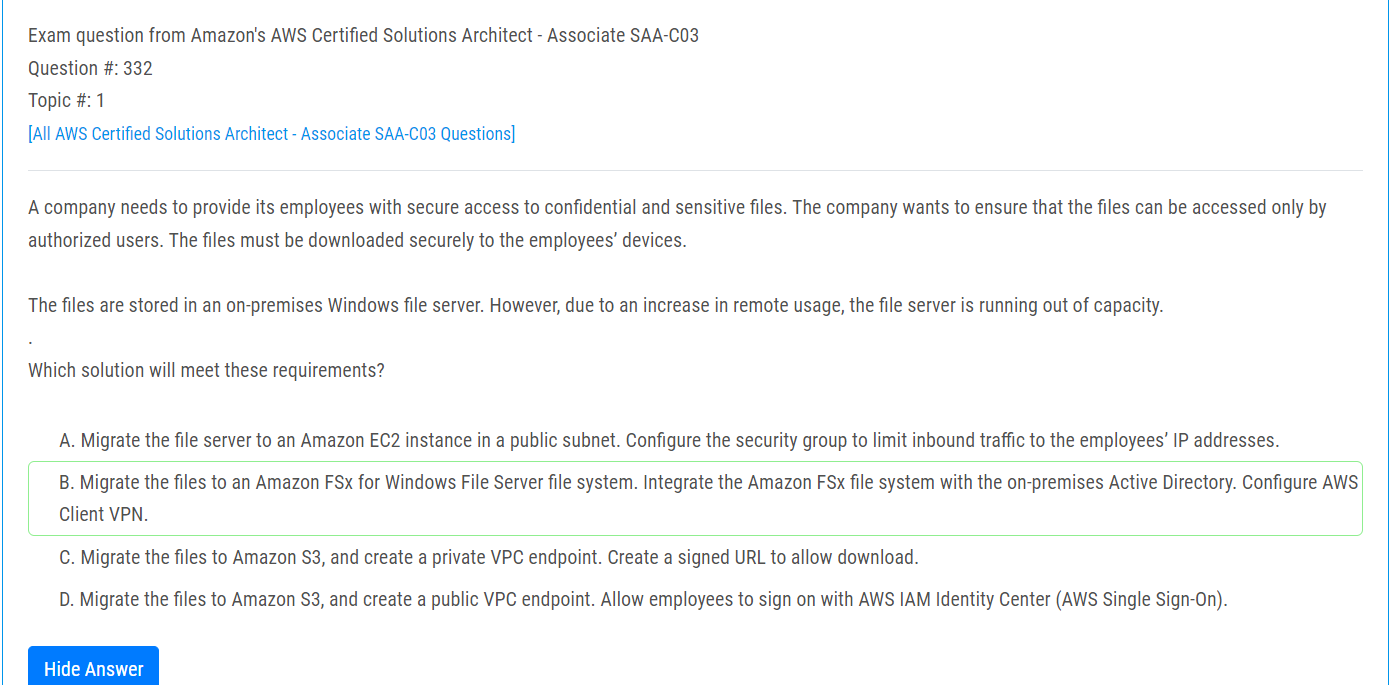 Exam question from Amazon's AWS Certified Solutions Architect - Associate SAA-C03
Question #: 332
Topic #: 1
[All AWS Certified Solutions Architect - Associate SAA-C03 Questions]
A company needs to provide its employees with secure access to confidential and sensitive files. The company wants to ensure that the files can be accessed only by
authorized users. The files must be downloaded securely to the employees’ devices.
The files are stored in an on-premises Windows file server. However, due to an increase in remote usage, the file server is running out of capacity.
.
Which solution will meet these requirements?
A. Migrate the file server to an Amazon EC2 instance in a public subnet. Configure the security group to limit inbound traffic to the employees’ IP addresses.
B. Migrate the files to an Amazon FSx for Windows File Server file system. Integrate the Amazon FSx file system with the on-premises Active Directory. Configure AWS
Client VPN.
C. Migrate the files to Amazon S3, and create a private VPC endpoint. Create a signed URL to allow download.
D. Migrate the files to Amazon S3, and create a public VPC endpoint. Allow employees to sign on with AWS IAM Identity Center (AWS Single Sign-On).
Hide Answer